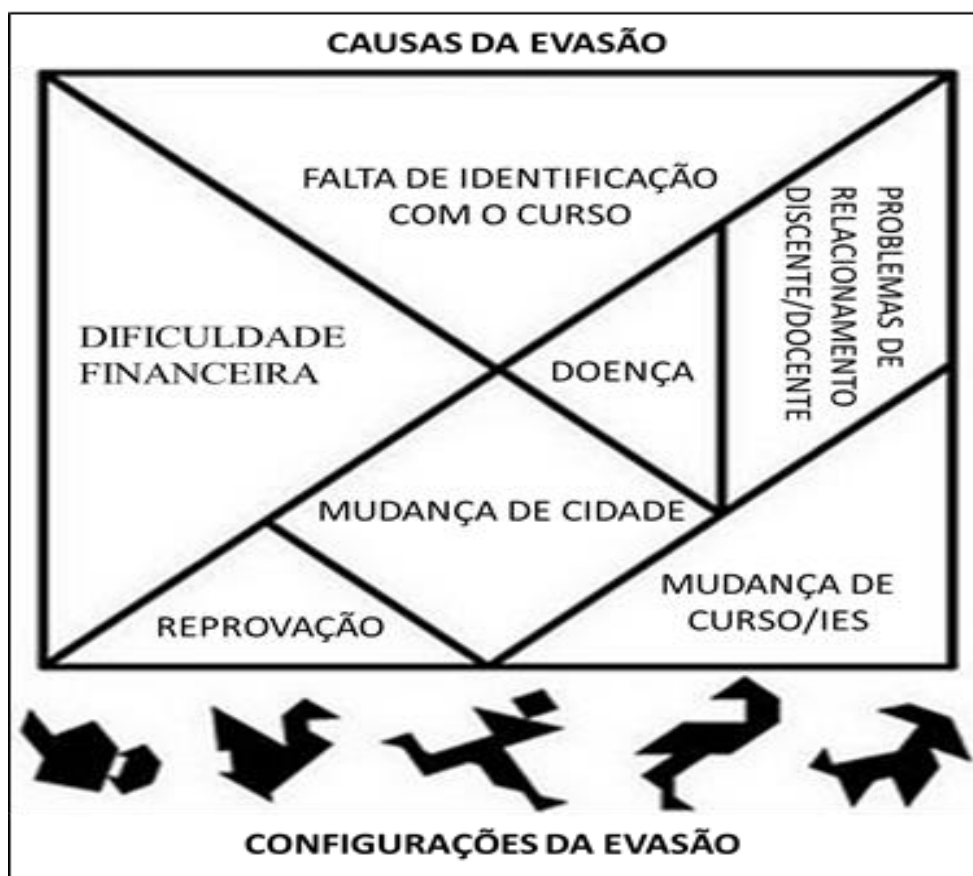 CAUSAS DA EVASÃO
FALTA DE IDENTIFICAÇÃO
COM O CURSO
PROBLEMAS DE
RELACIONAMENTO
DISCENTE/DOCENTE
DIFICULDADE
FINANCEIRA
DOENÇA
MUDANÇA DE CIDADE
MUDANÇA DE
CURSO/IES
REPROVAÇÃO
CONFIGURAÇÕES DA EVASÃO